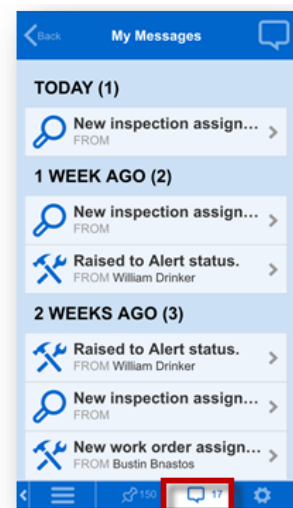 Back My Messages
TODAY (1)
New inspection assign...
FROM
1 WEEK AGO (2)
New inspection assign...
FROM
Raised to Alert status.
FROM William Drinker
2 WEEKS AGO (3)
Raised to Alert status.
FROM William Drinker
New inspection assign...
FROM
New work order assign...
FROM Bustin Bnastos
150 17